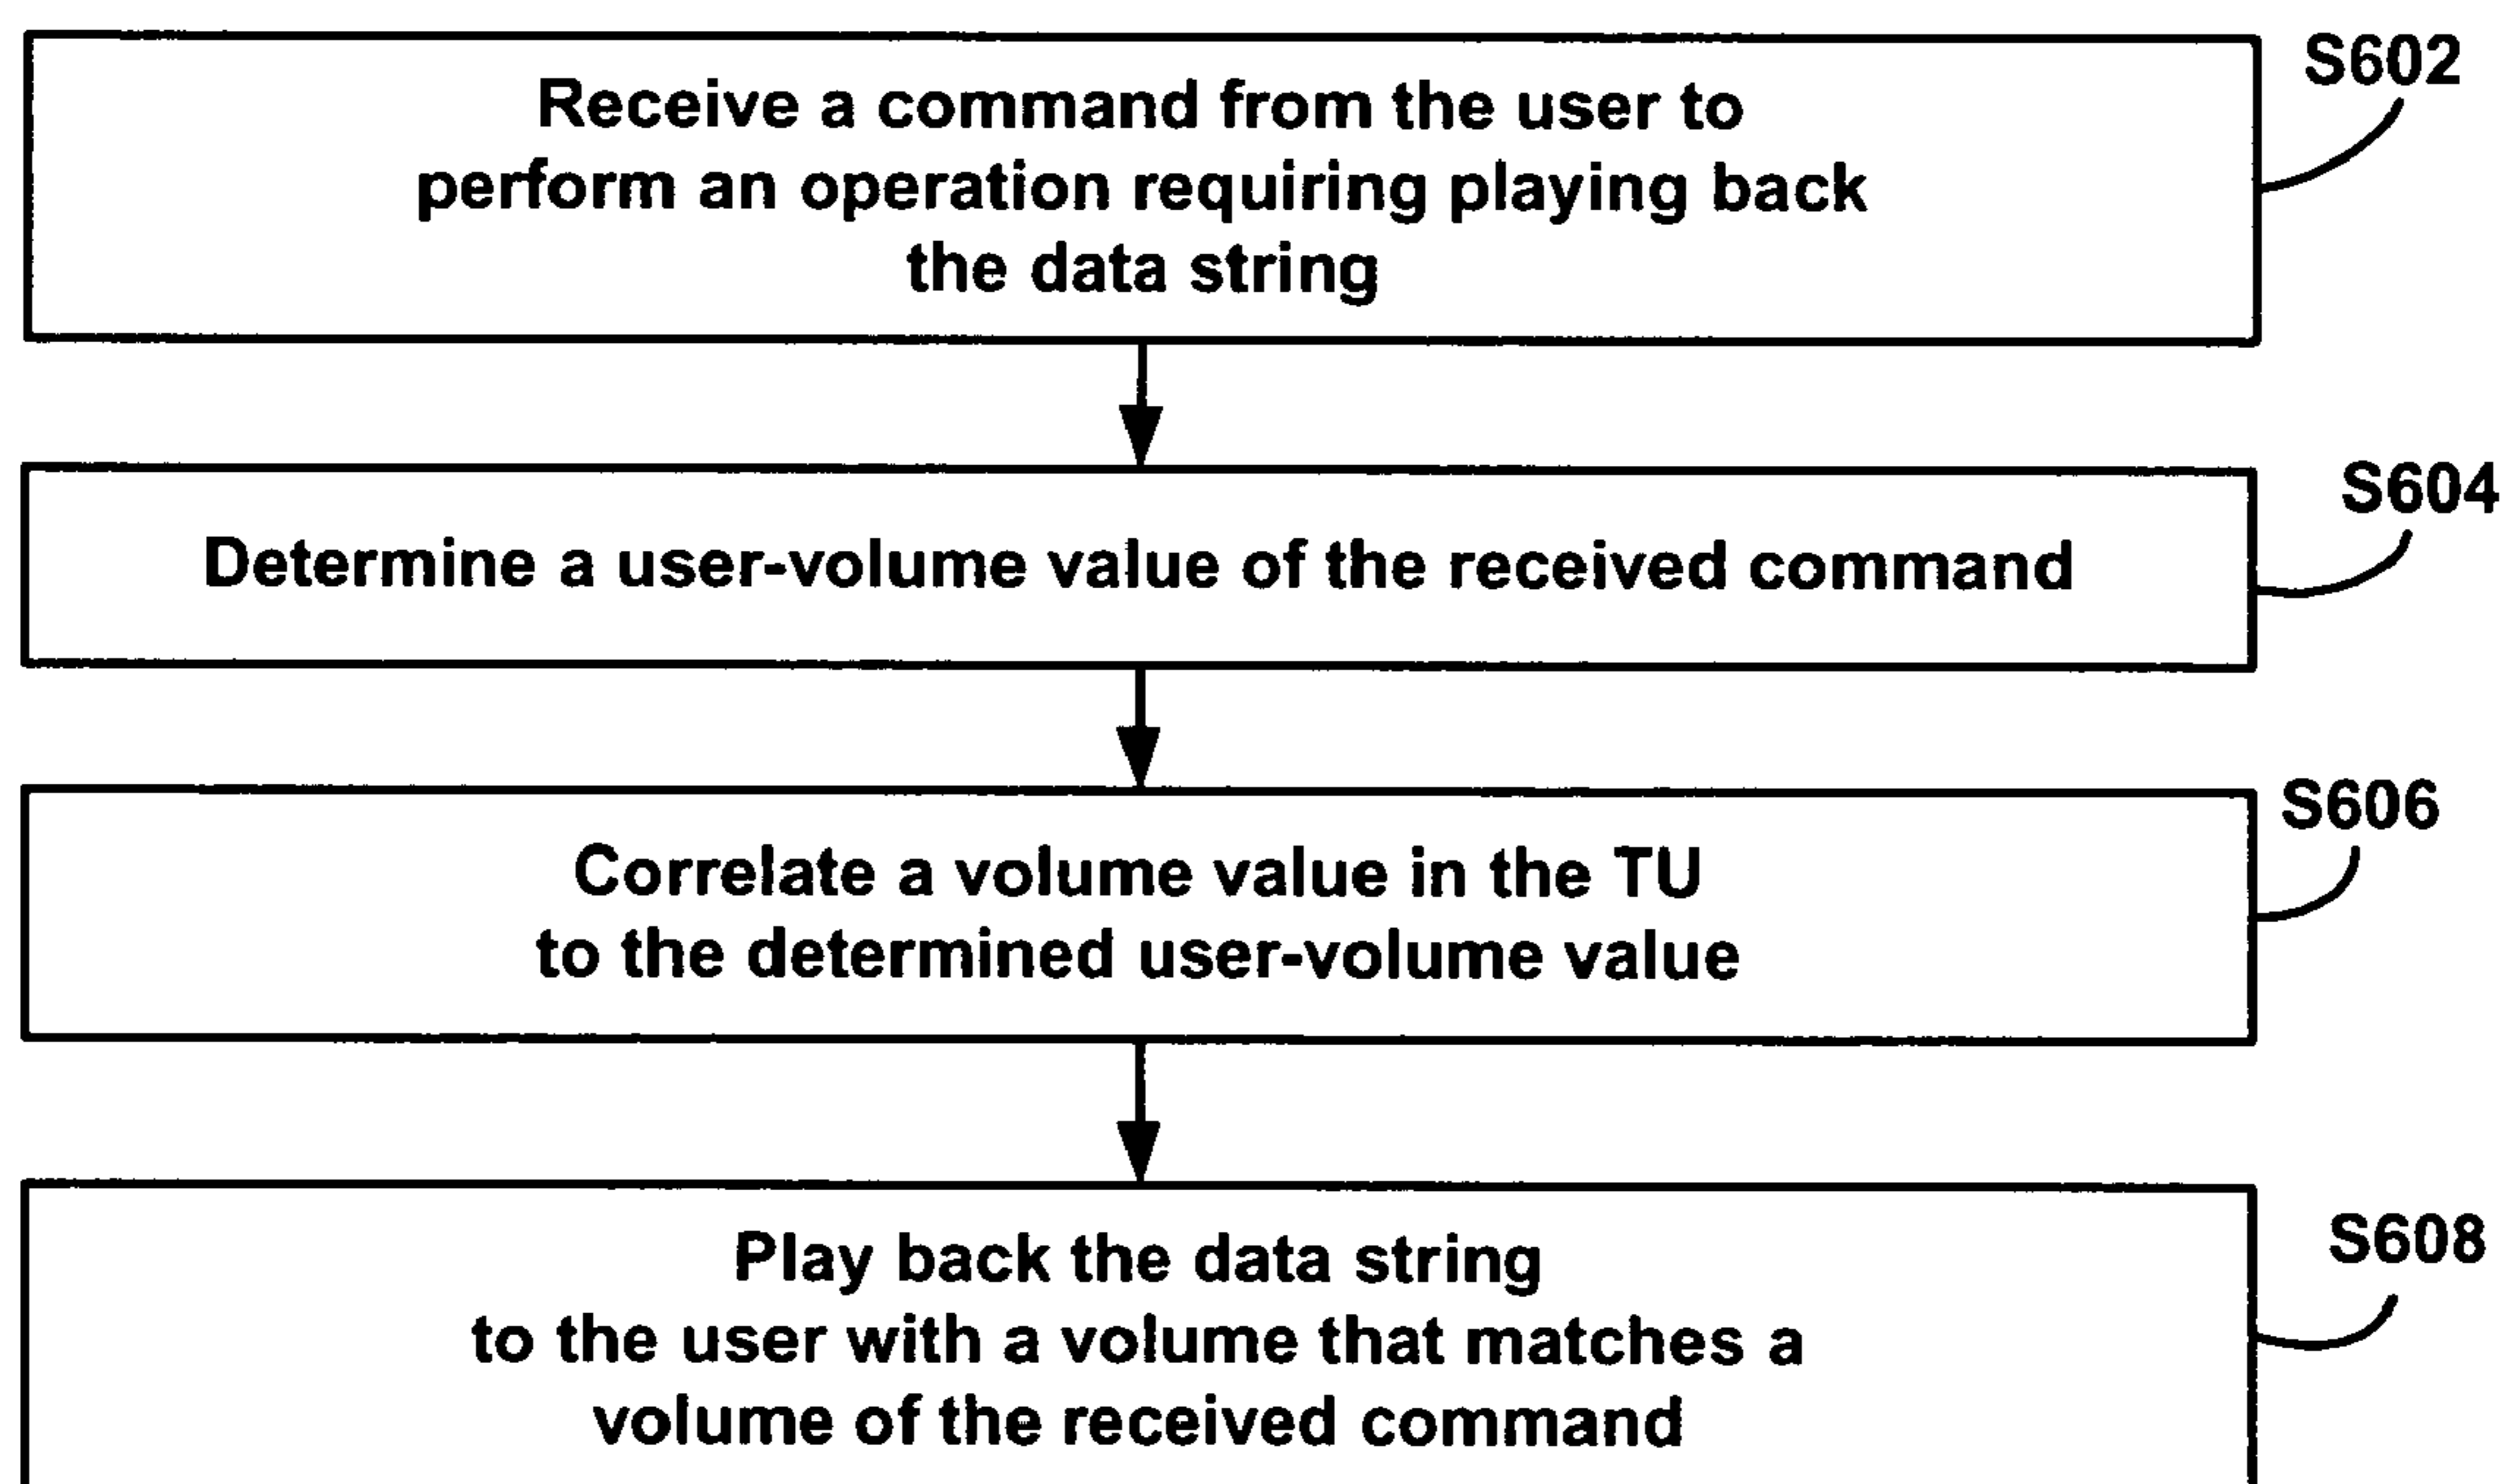 S602
Receive a command from the user to
perform an operation requiring playing back
the data string
S604
Determine a user-volume value of the received command
S606
Correlate a volume value in the TU
to the determined user-volume value
S608
Play back the data string
to the user with a volume that matches a
volume of the received command